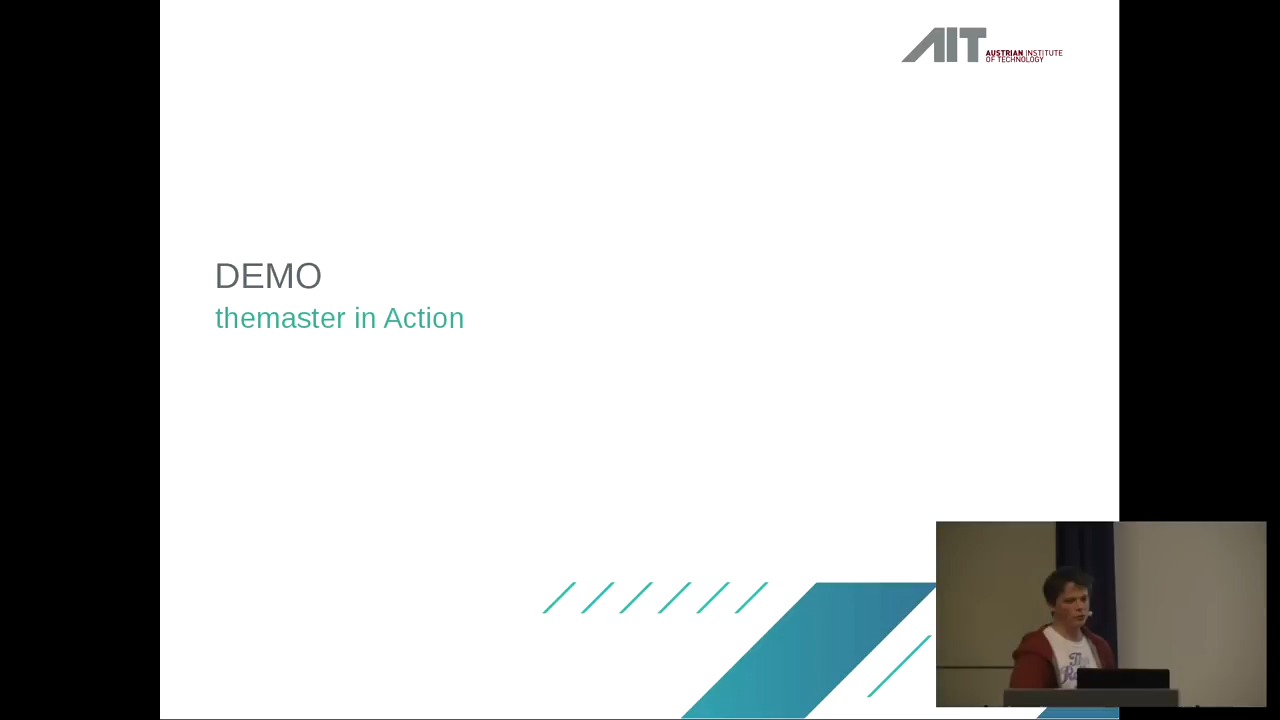 AIT
AUSTRIAN INSTITUTE
OF TECHNOLOGY
DEMO
themaster in Action